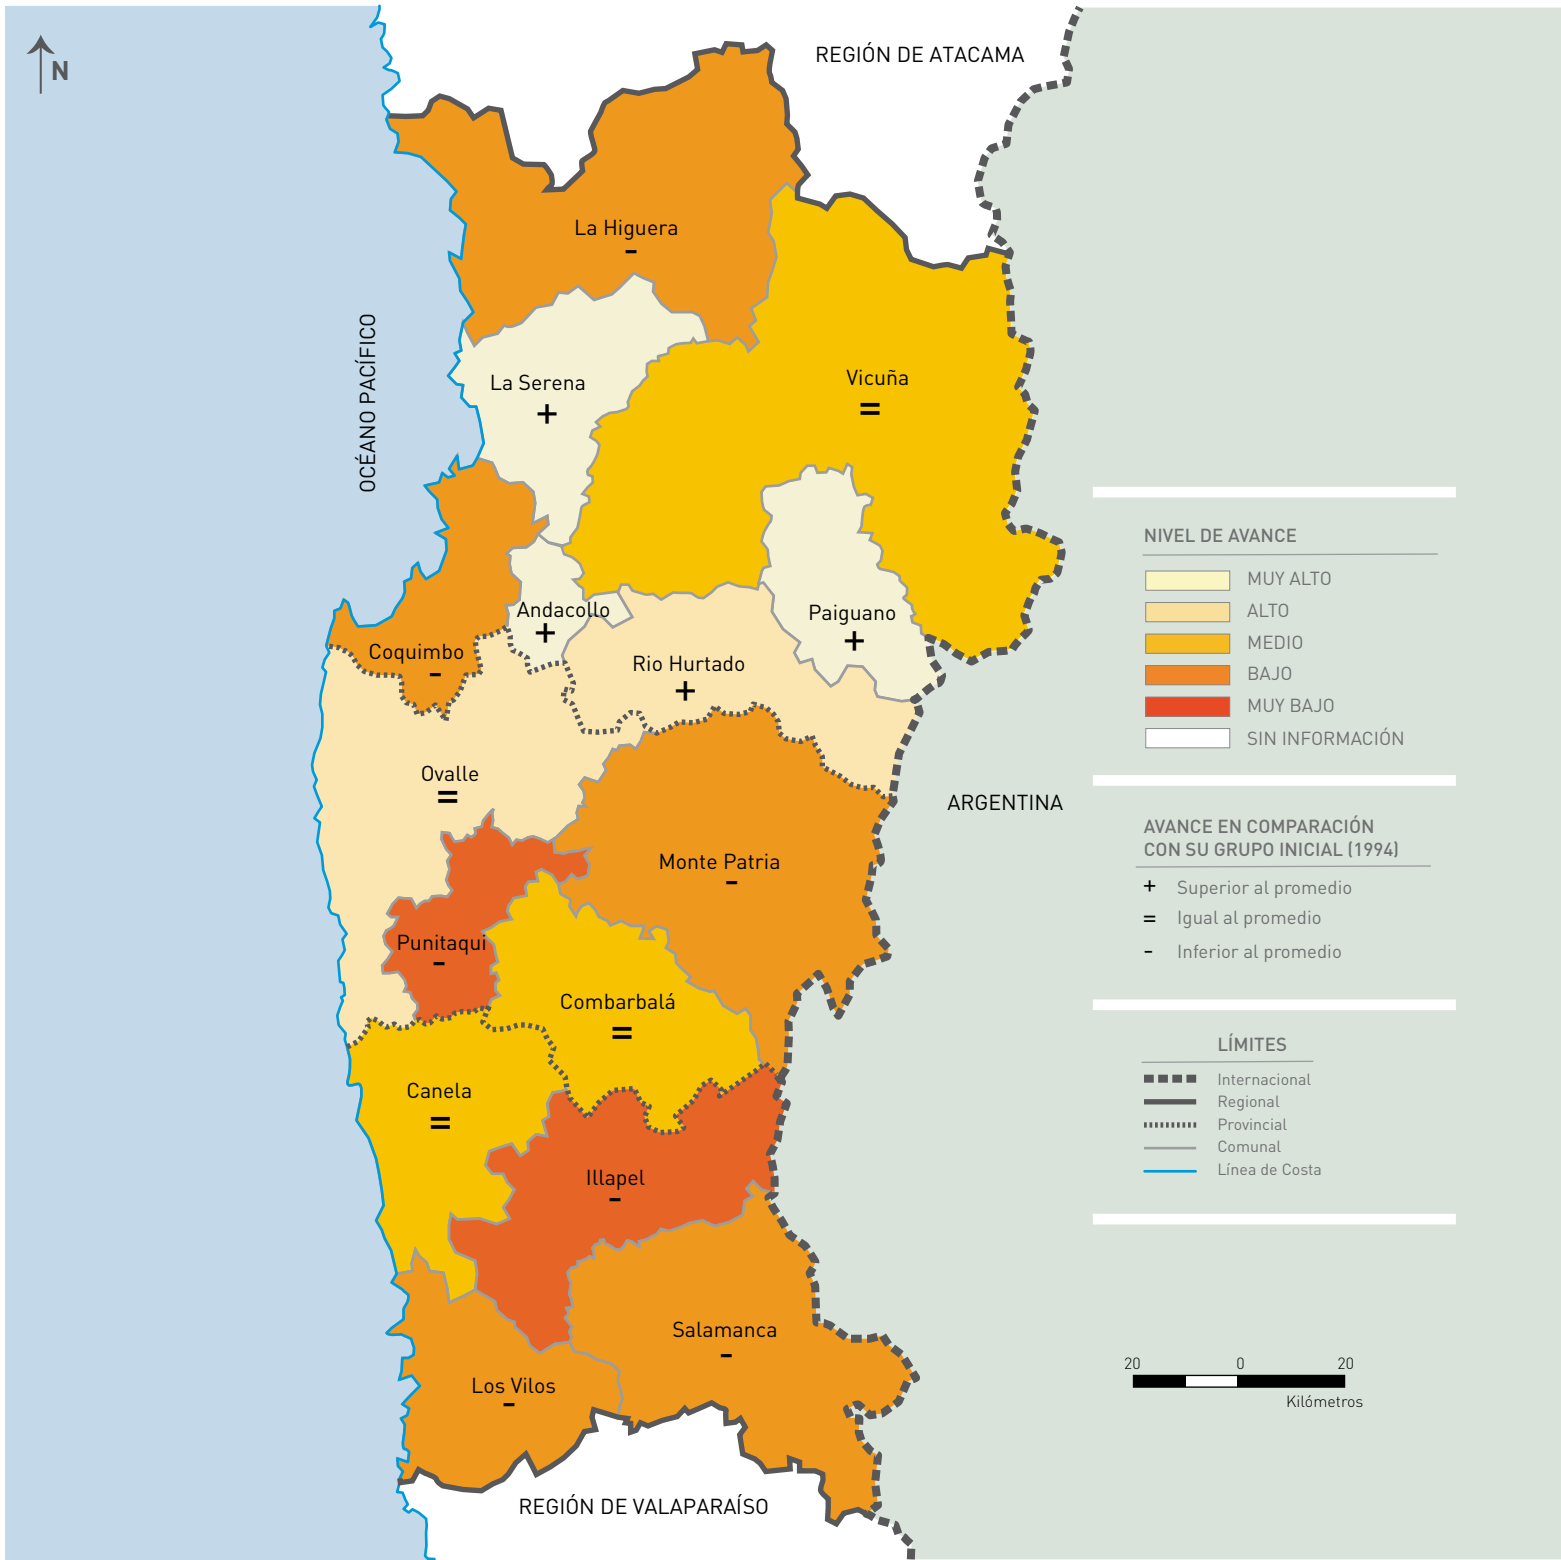 N
REGIÓN DE ATACAMA
La Higuera
-
OCÉANO PACÍFICO
La Serena
+
Vicuña
=
Andacollo
+
Paiguano
+
Coquimbo
-
Rio Hurtado
+
Ovalle
=
ARGENTINA
Monte Patria
-
Punitaqui
-
Combarbalá
=
Canela
=
Illapel
-
Salamanca
-
Los Vilos
-
REGIÓN DE VALAPARAÍSO
NIVEL DE AVANCE
MUY ALTO
ALTO
MEDIO
BAJO
MUY BAJO
SIN INFORMACIÓN
AVANCE EN COMPARACIÓN
CON SU GRUPO INICIAL (1994)
+ Superior al promedio
= Igual al promedio
- Inferior al promedio
LÍMITES
Internacional
Regional
Provincial
Comunal
Línea de Costa
20 0 20
Kilómetros